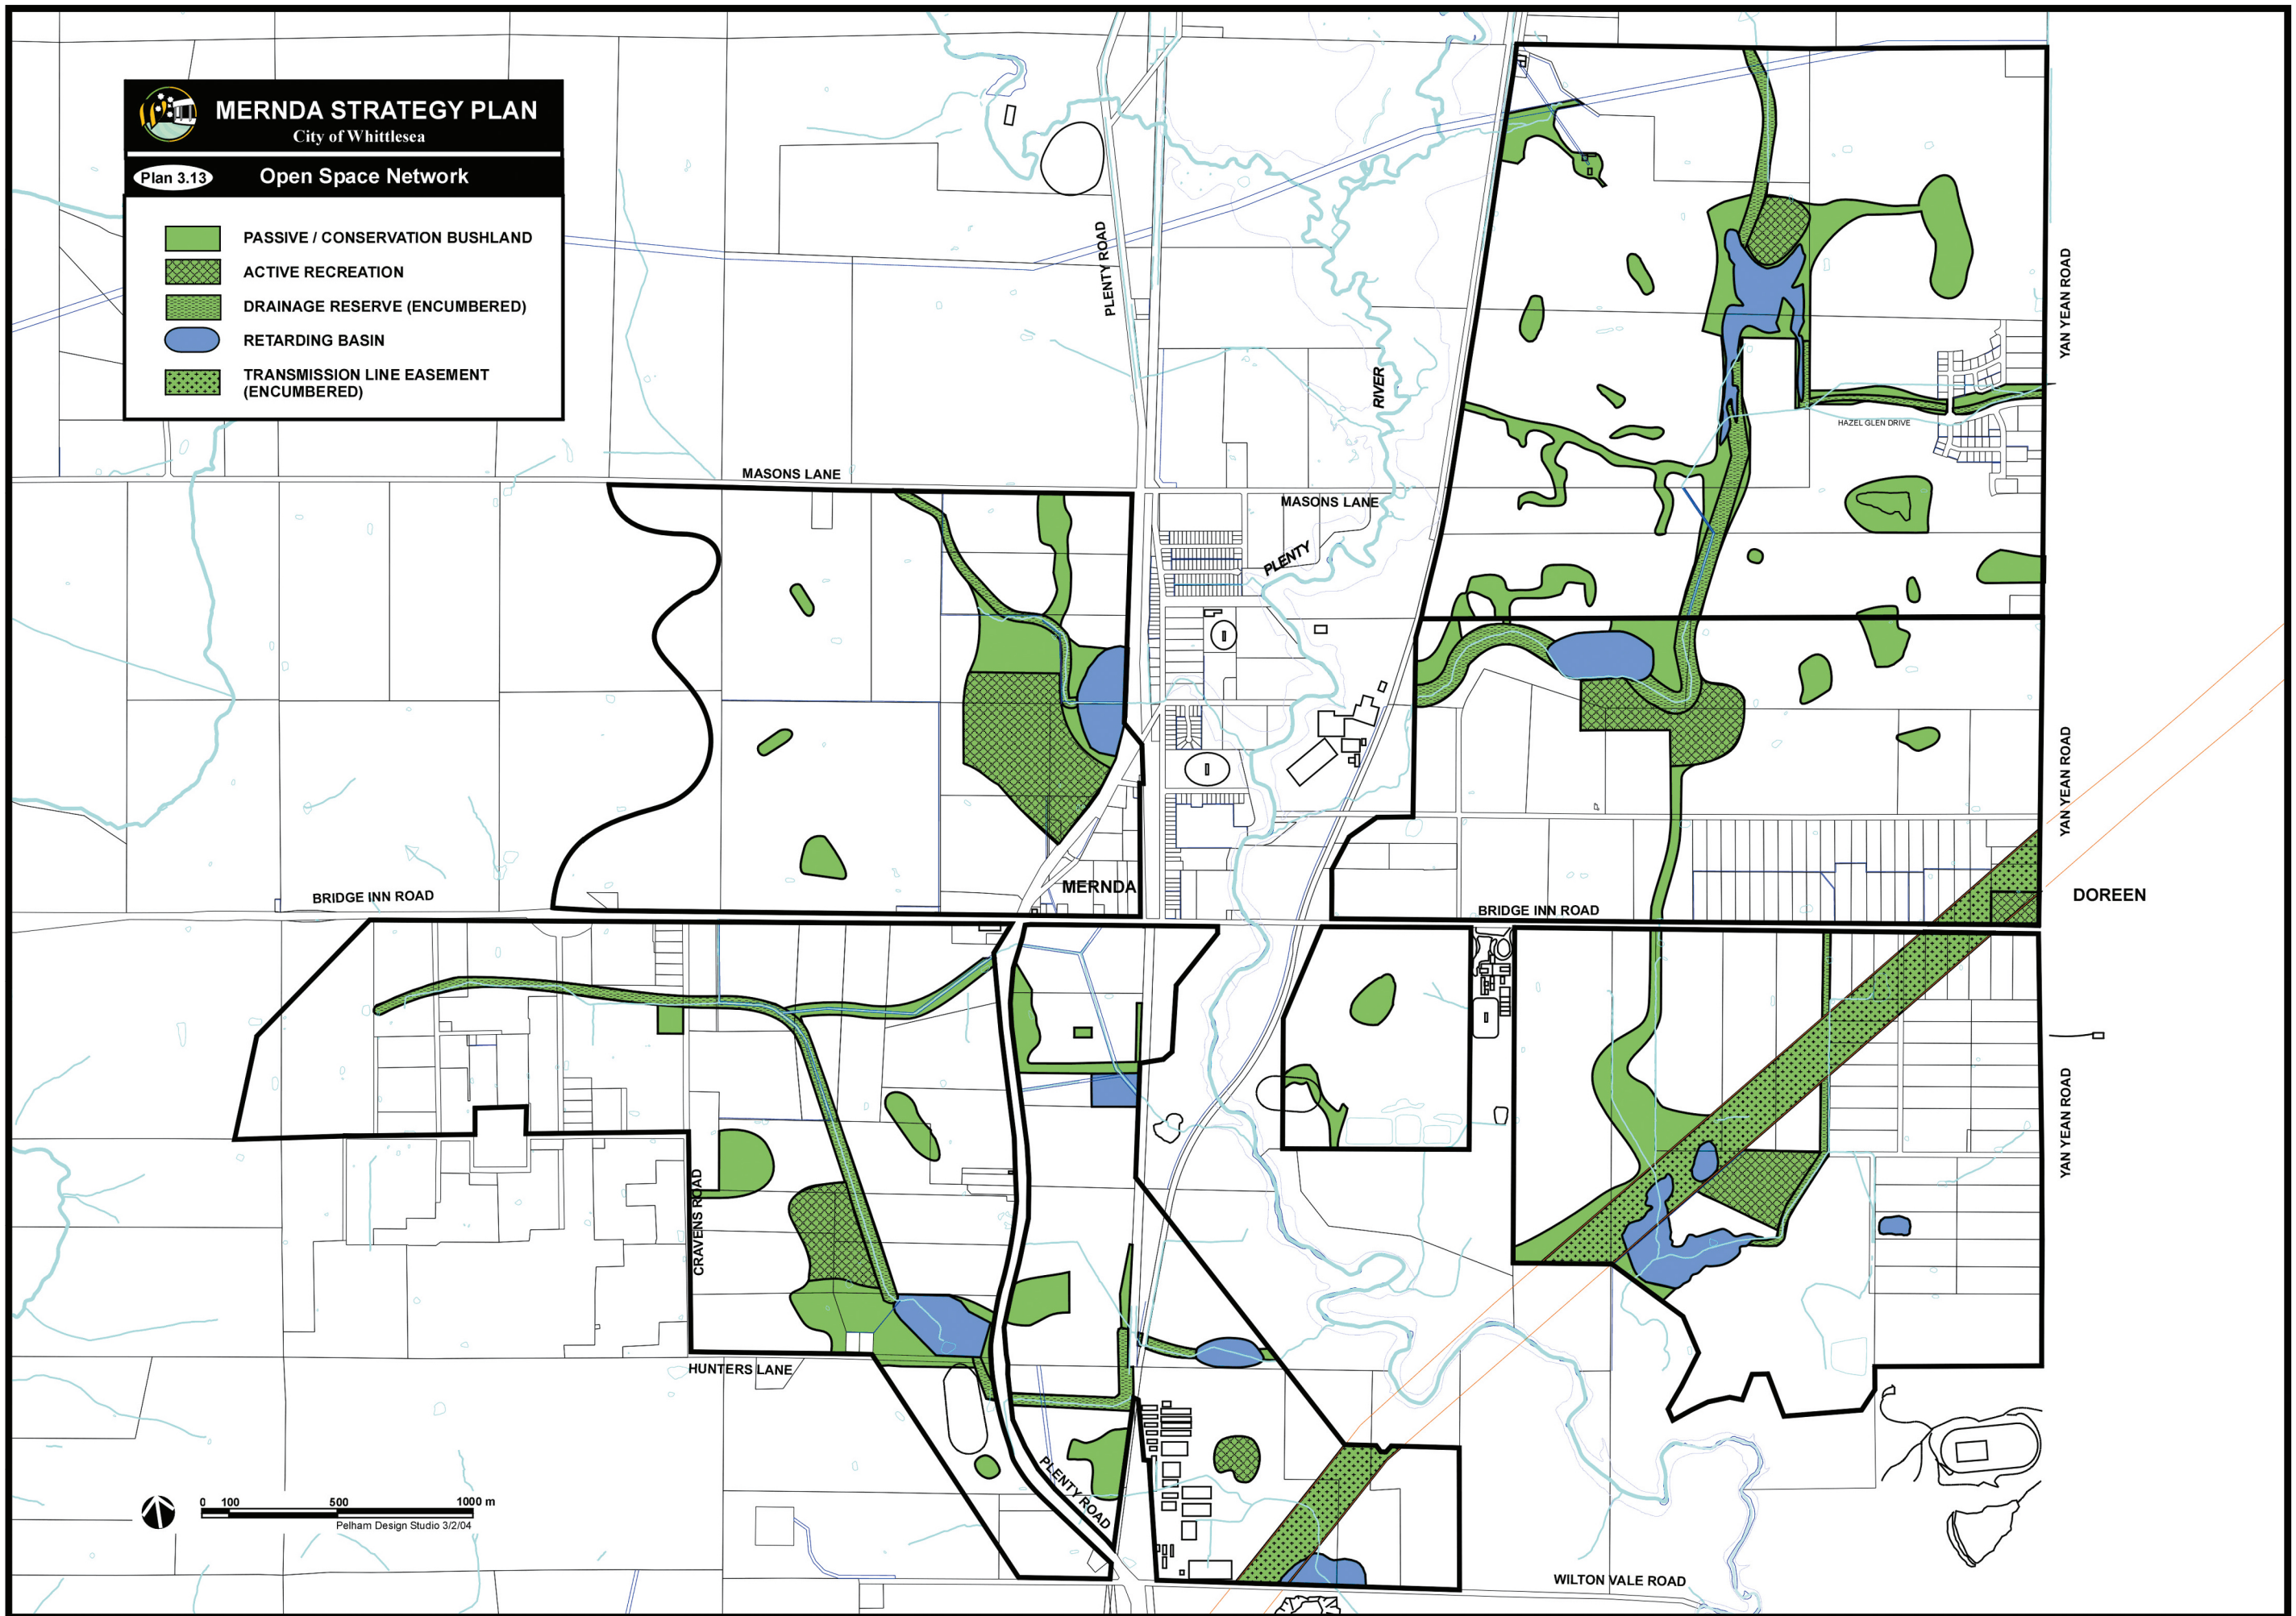 MERNDA STRATEGY PLAN
City of Whittlesea
Plan 3.13
Open Space Network
PASSIVE / CONSERVATION BUSHLAND
ACTIVE RECREATION
DRAINAGE RESERVE (ENCUMBERED)
RETARDING BASIN
TRANSMISSION LINE EASEMENT
(ENCUMBERED)
PLENTY ROAD
RIVER
YAN YEAN ROAD
HAZEL GLEN DRIVE
MASONS LANE
MASONS LANE
PLENTY
YAN YEAN ROAD
MERNDA
BRIDGE INN ROAD
BRIDGE INN ROAD
DOREEN
YAN YEAN ROAD
CRAVENS ROAD
HUNTERS LANE
PLENTY ROAD
WILTON VALE ROAD
0 100 500 1000 m
Pelham Design Studio 3/2/04